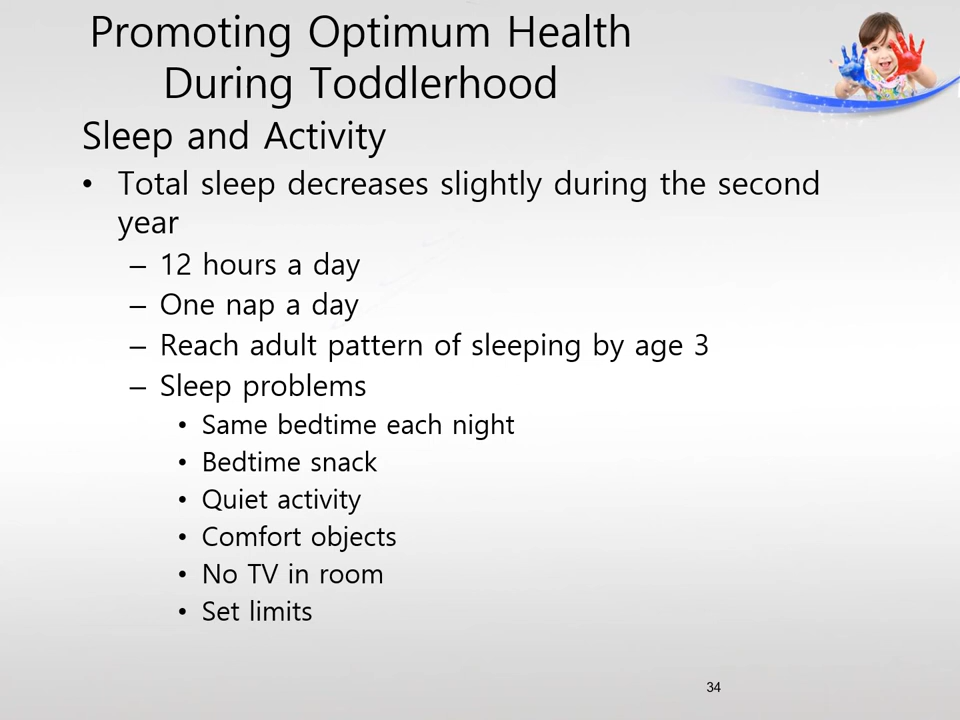 Promoting Optimum Health
During Toddlerhood
Sleep and Activity
• Total sleep decreases slightly during the second
year
– 12 hours a day
– One nap a day
– Reach adult pattern of sleeping by age 3
– Sleep problems
• Same bedtime each night
• Bedtime snack
• Quiet activity
• Comfort objects
• No TV in room
• Set limits
34